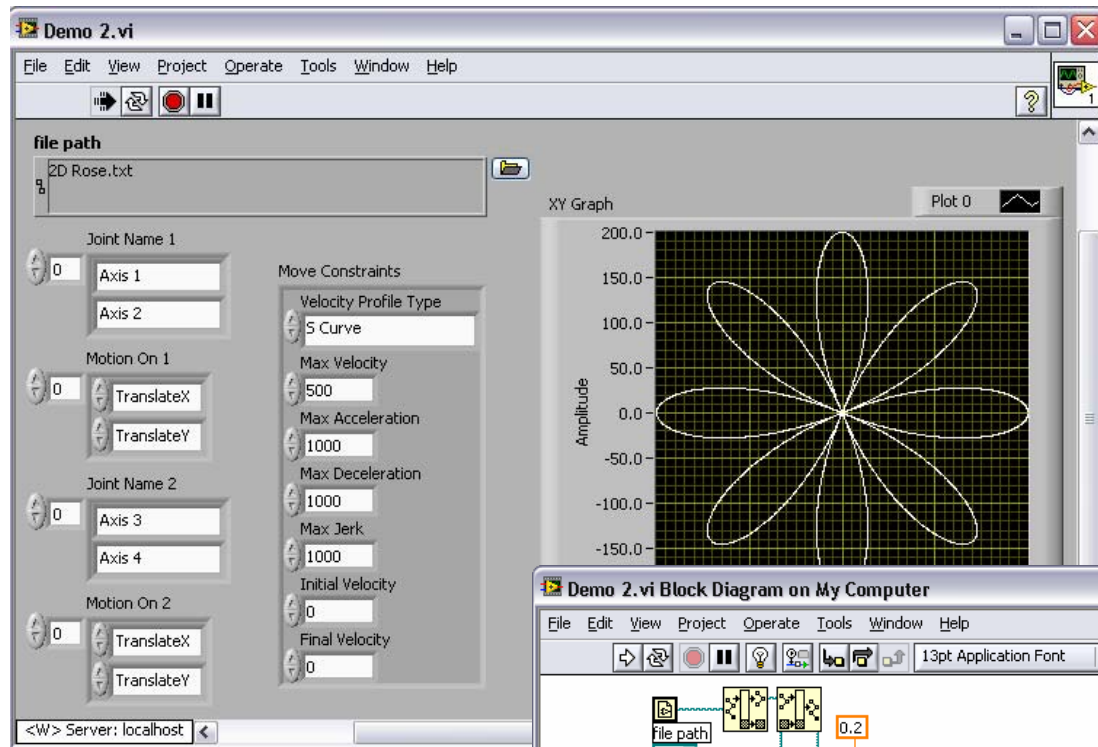 Demo 2.vi
File Edit View Project Operate Tools Window Help
1
file path
2D Rose.txt
XY Graph
Plot 0
Joint Name 1
0
Axis 1
Axis 2
Motion On 1
0
TranslateX
TranslateY
Joint Name 2
0
Axis 3
Axis 4
Motion On 2
0
TranslateX
TranslateY
Move Constraints
Velocity Profile Type
S Curve
Max Velocity
500
Max Acceleration
1000
Max Deceleration
1000
Max Jerk
1000
Initial Velocity
0
Final Velocity
0
Amplitude
200.0
150.0
100.0
50.0
0.0
-50.0
-100.0
-150.0
<W> Server: localhost
Demo 2.vi Block Diagram on My Computer
File Edit View Project Operate Tools Window Help
13pt Application Font
file path
0.2